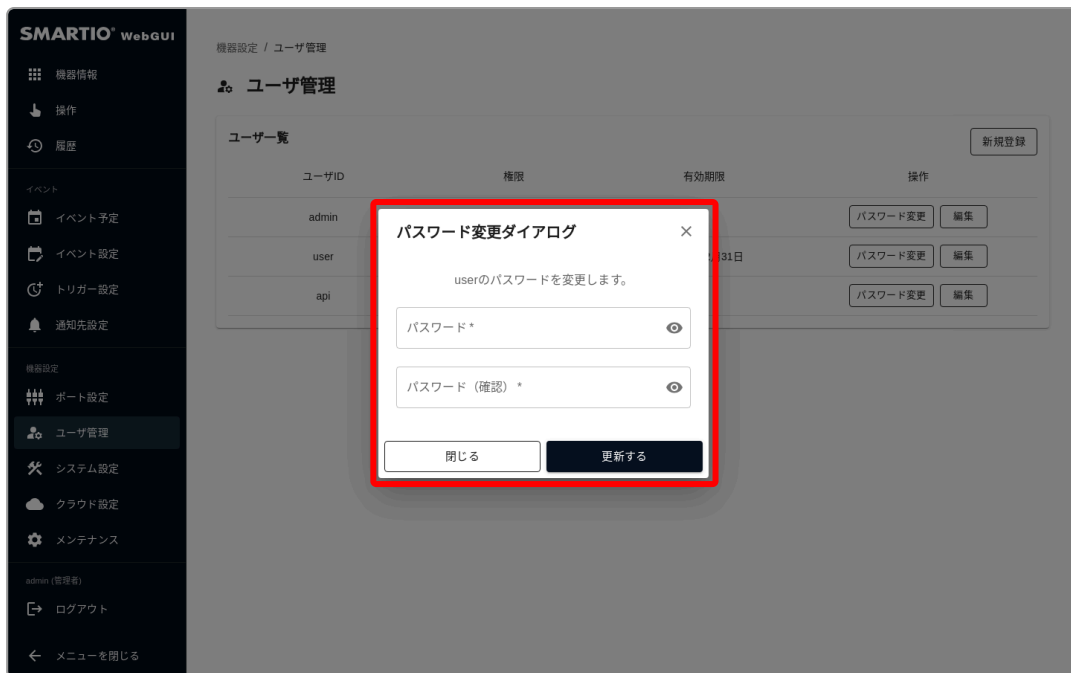 SMARTIO® WebGUI
機器情報
操作
履歴
イベント
イベント予定
イベント設定
トリガー設定
通知先設定
機器設定
ポート設定
ユーザ管理
システム設定
クラウド設定
メンテナンス
admin (管理者)
ログアウト
メニューを閉じる
機器設定 / ユーザ管理
ユーザ管理
ユーザ一覧
新規登録
ユーザID 権限 有効期限 操作
admin パスワード変更 編集
user 月31日 パスワード変更 編集
api パスワード変更 編集
パスワード変更ダイアログ
userのパスワードを変更します。
パスワード *
パスワード（確認） *
閉じる 更新する